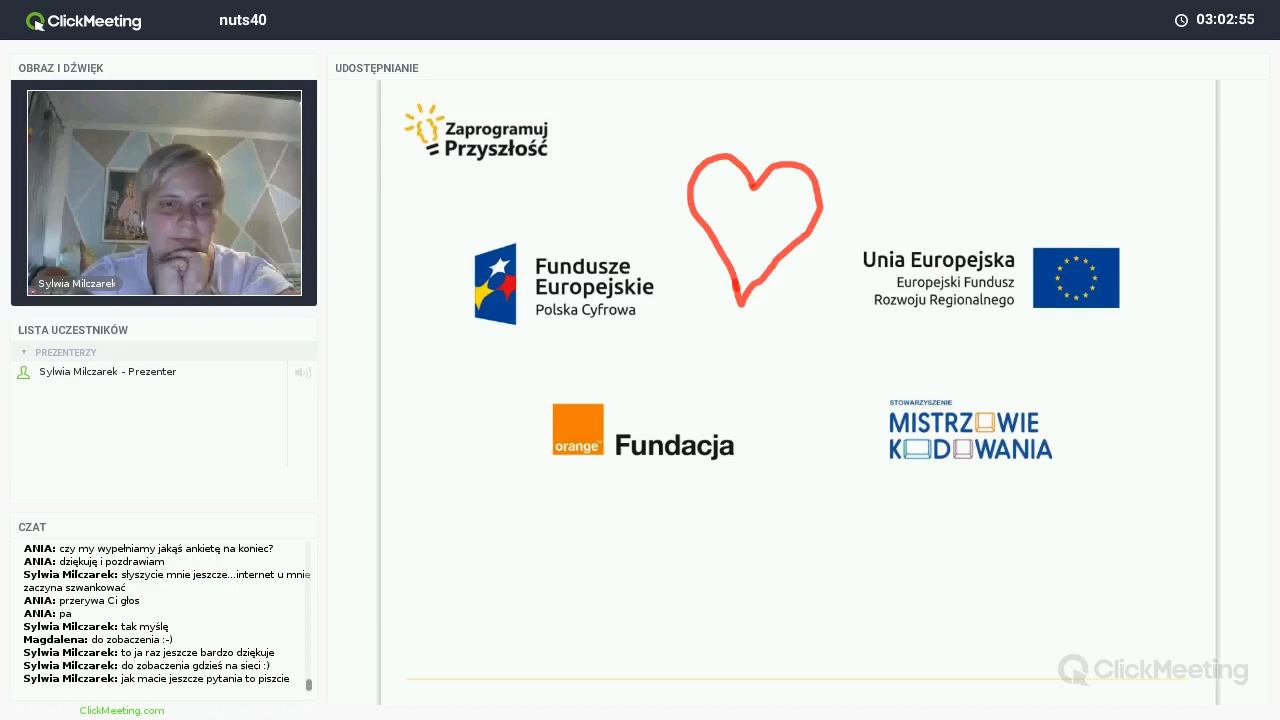 ClickMeeting
nuts40
03:02:55
OBRAZ I DŹWIĘK
Sylwia Milczarek
LISTA UCZESTNIKÓW
PREZENTERZY
Sylwia Milczarek - Prezenter
CZAT
ANIA: czy my wypełniamy jakąś ankietę na koniec?
ANIA: dziękuję i pozdrawiam
Sylwia Milczarek: słyszycie mnie jeszcze...internet u mnie
zaczyna szwankować
ANIA: przerywa Ci głos
ANIA: pa
Sylwia Milczarek: tak myślę
Magdalena: do zobaczenia :-)
Sylwia Milczarek: to ja raz jeszcze bardzo dziękuje
Sylwia Milczarek: do zobaczenia gdzieś na sieci :)
Sylwia Milczarek: jak macie jeszcze pytania to piszcie
ClickMeeting.com
UDOSTĘPNIANIE
Zaprogramuj
Przyszłość
Fundusze
Europejskie
Polska Cyfrowa
Unia Europejska
Europejski Fundusz
Rozwoju Regionalnego
orange™
Fundacja
STOWARZYSZENIE
MISTRZOWIE
KODOWANIA
ClickMeeting